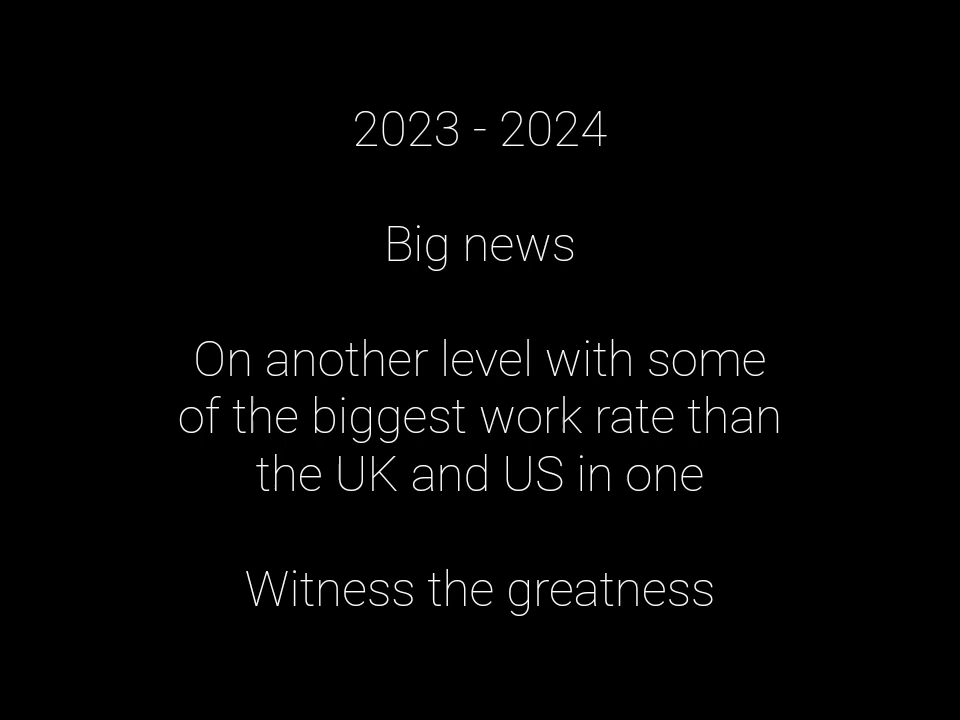 2023 - 2024
Big news
On another level with some
of the biggest work rate than
the UK and US in one
Witness the greatness